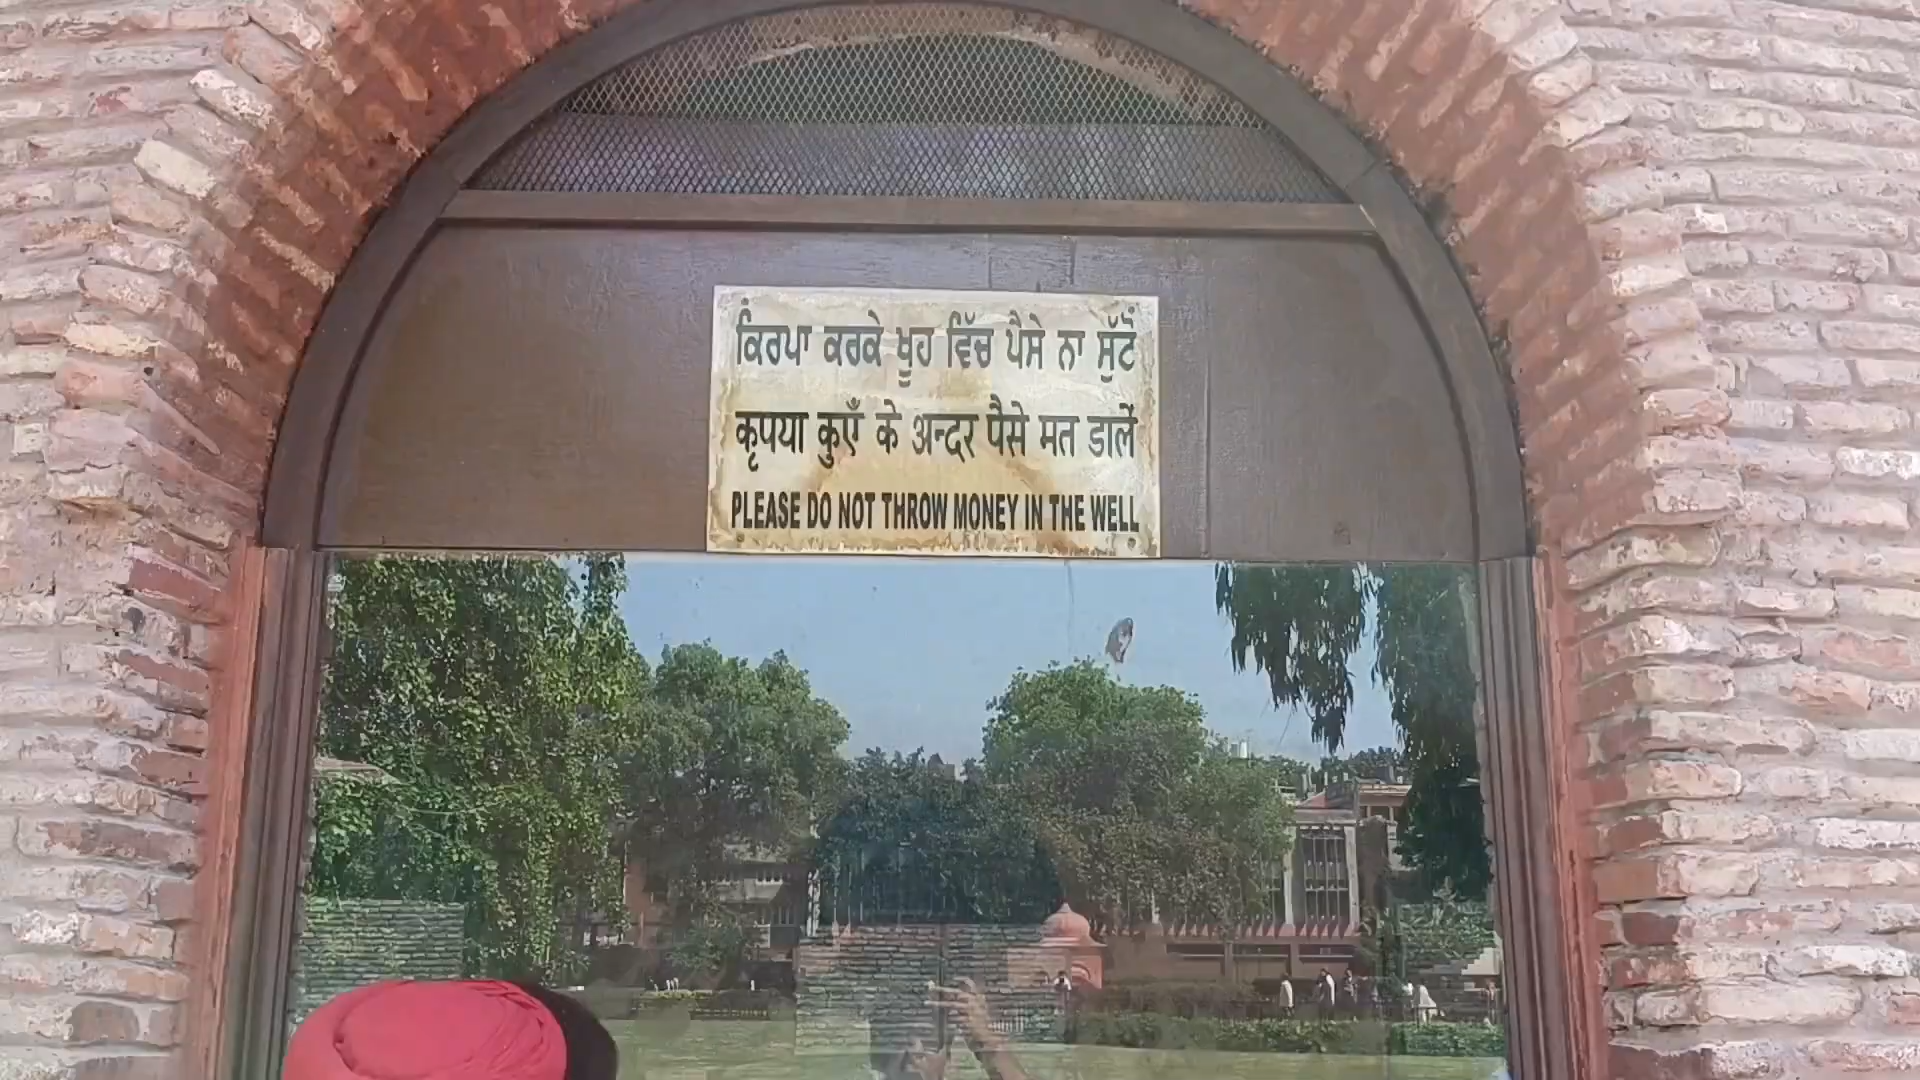 ਕਿਰਪਾ ਕਰਕੇ ਖੂਹ ਵਿੱਚ ਪੈਸੇ ਨਾ ਸੁੱਟੋਂ
कृपया कुएँ के अन्दर पैसे मत डालें
PLEASE DO NOT THROW MONEY IN THE WELL